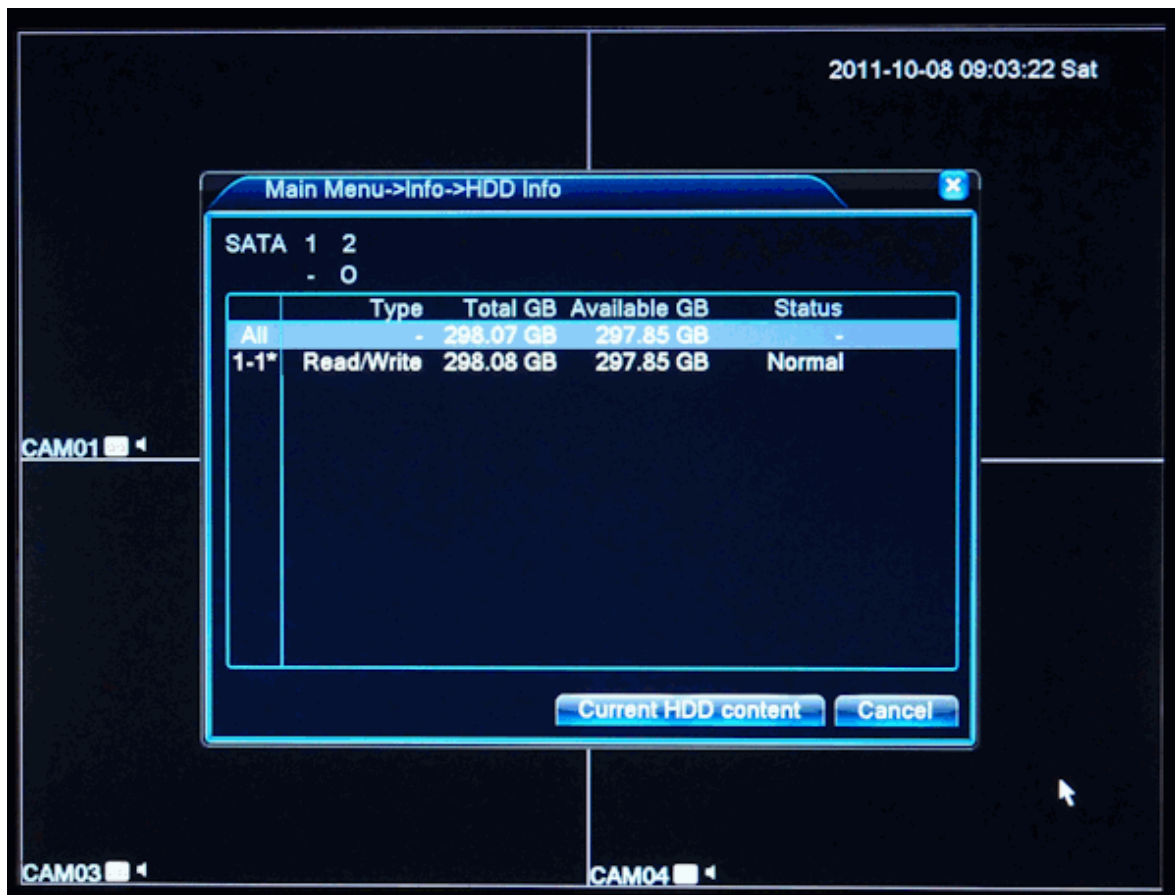 2011-10-08 09:03:22 Sat
Main Menu->Info->HDD Info
SATA 1 2
- O
Type Total GB Available GB Status
All - 298.07 GB 297.85 GB -
1-1* Read/Write 298.08 GB 297.85 GB Normal
CAM01
Current HDD content Cancel
CAM03 CAM04